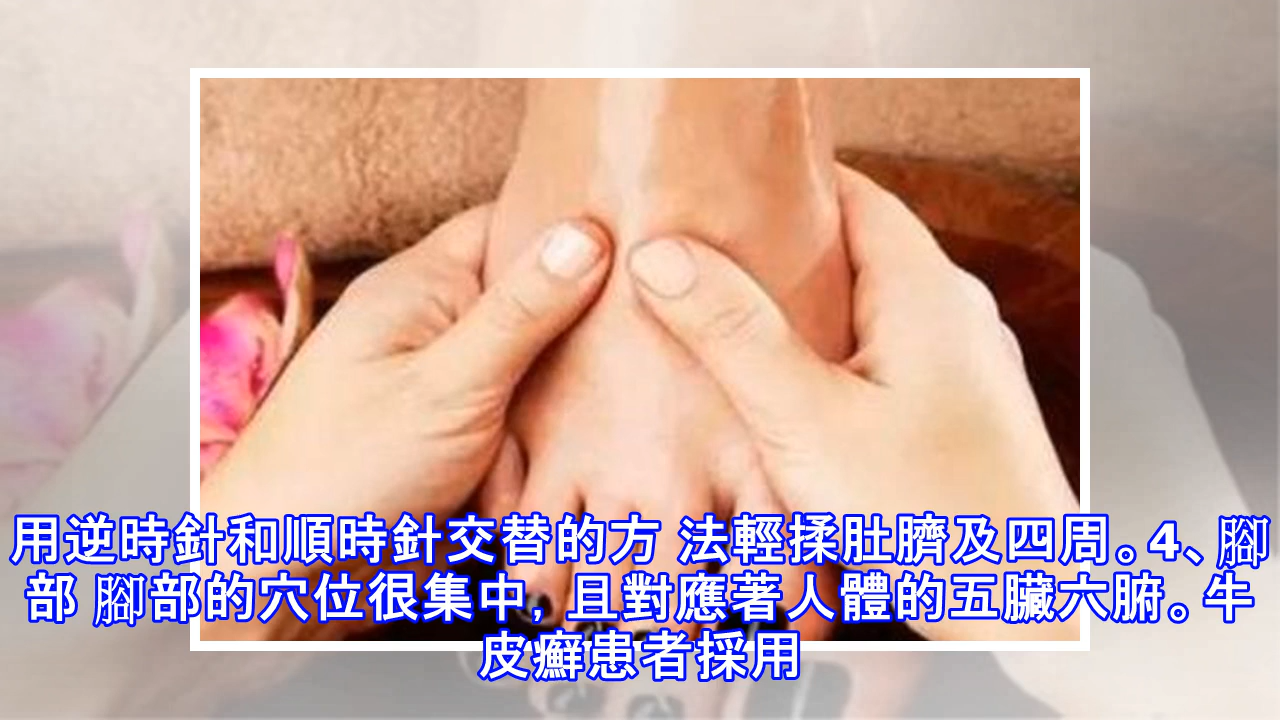 用逆時針和順時針交替的方 法輕揉肚臍及四周。4、腳
部 腳部的穴位很集中, 且對應著人體的五臟六腑。牛
皮癬患者採用